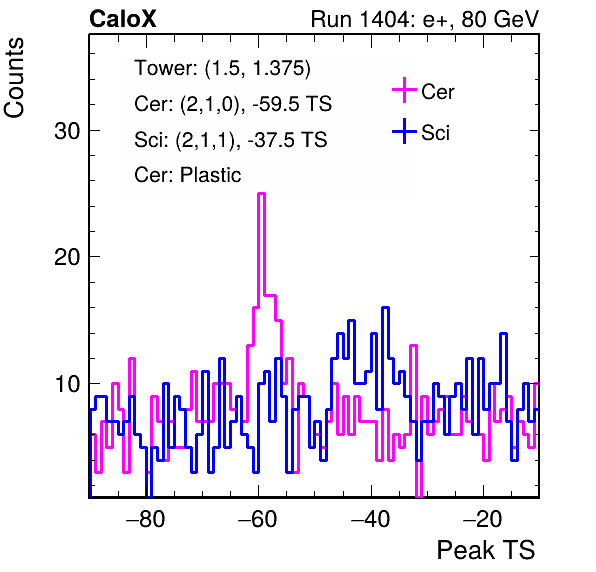 CaloX Run 1404: e+, 80 GeV
Counts
Tower: (1.5, 1.375)
Cer: (2,1,0), -59.5 TS
Sci: (2,1,1), -37.5 TS
Cer: Plastic
Cer
Sci
30
20
10
−80 −60 −40 −20
Peak TS